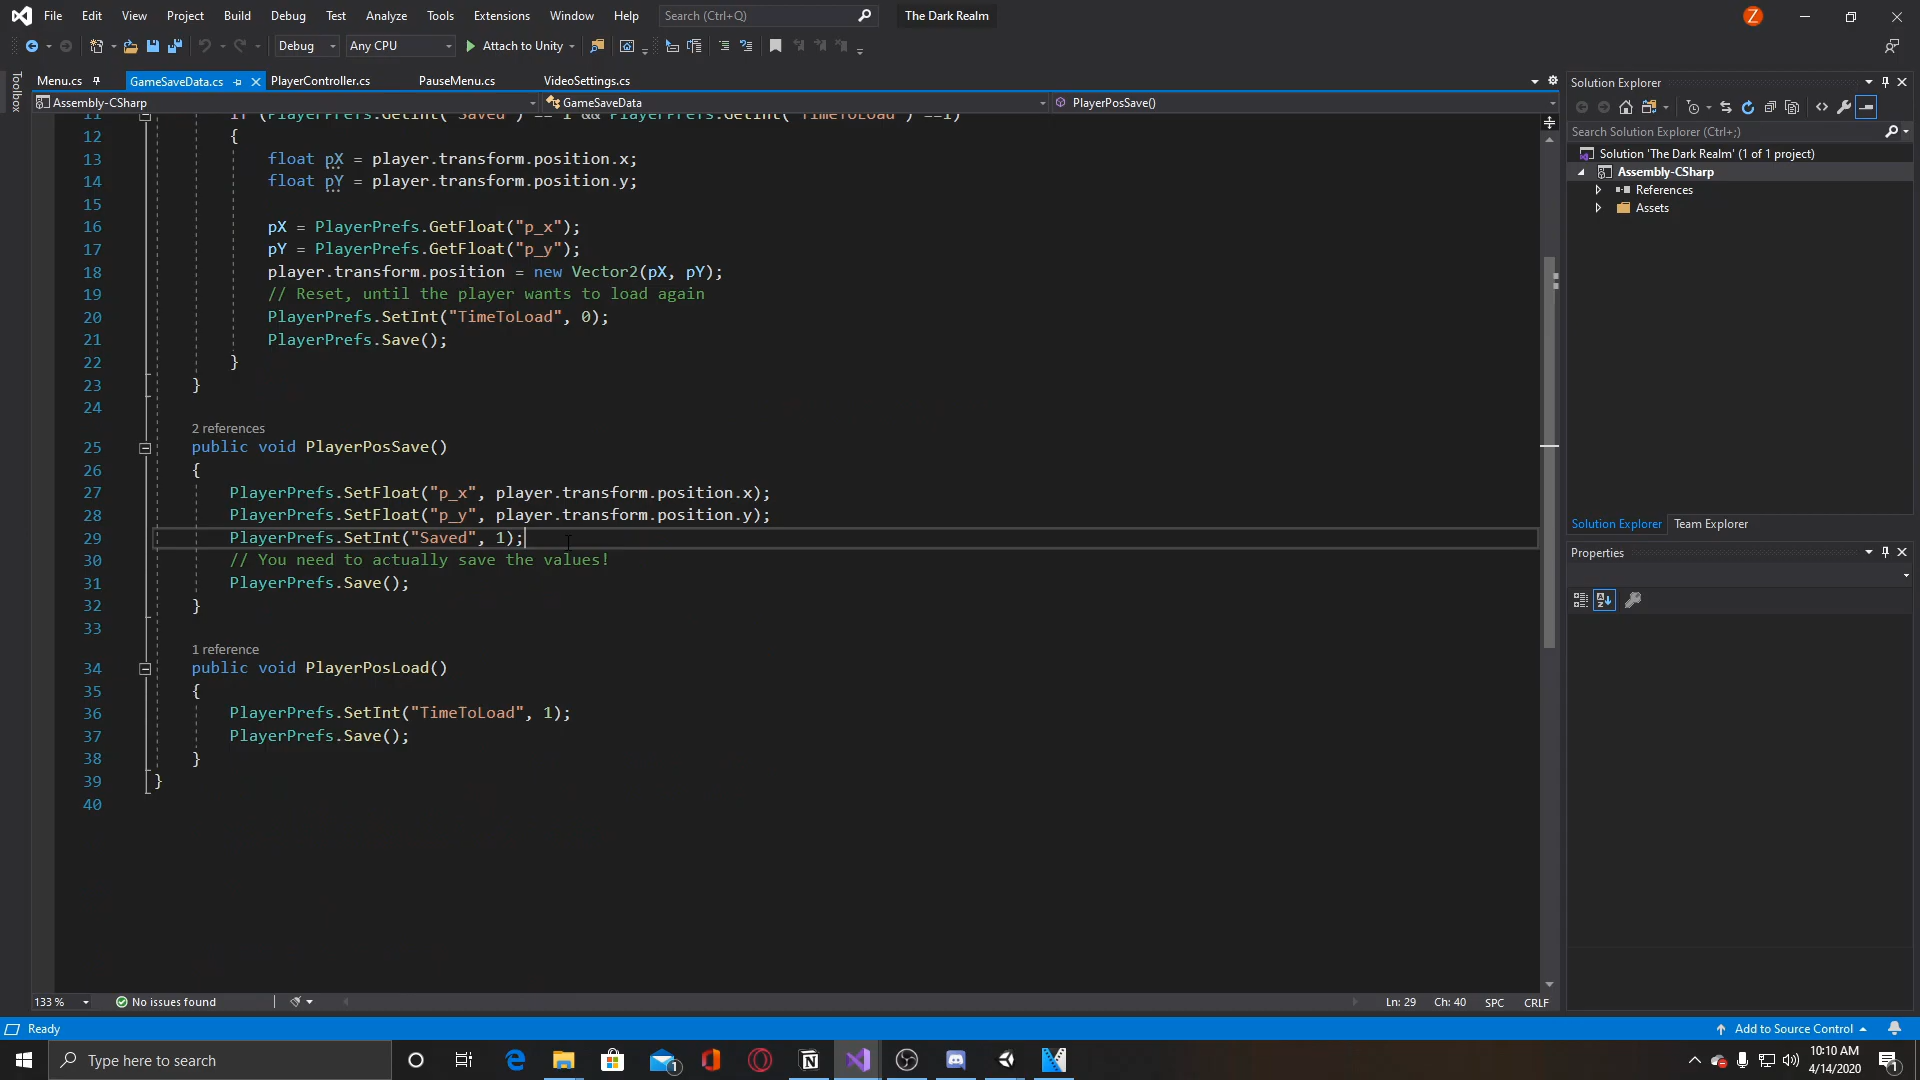 File Edit View Project Build Debug Test Analyze Tools Extensions Window Help Search (Ctrl+Q) The Dark Realm Z
Debug Any CPU Attach to Unity
Toolbox
Menu.cs GameSaveData.cs PlayerController.cs PauseMenu.cs VideoSettings.cs
Assembly-CSharp GameSaveData PlayerPosSave()
11 if (PlayerPrefs.GetInt("Saved") == 1 && PlayerPrefs.GetInt("TimeToLoad") ==1)
12 {
13 float pX = player.transform.position.x;
14 float pY = player.transform.position.y;
15
16 pX = PlayerPrefs.GetFloat("p_x");
17 pY = PlayerPrefs.GetFloat("p_y");
18 player.transform.position = new Vector2(pX, pY);
19 // Reset, until the player wants to load again
20 PlayerPrefs.SetInt("TimeToLoad", 0);
21 PlayerPrefs.Save();
22 }
23 }
24
2 references
25 public void PlayerPosSave()
26 {
27 PlayerPrefs.SetFloat("p_x", player.transform.position.x);
28 PlayerPrefs.SetFloat("p_y", player.transform.position.y);
29 PlayerPrefs.SetInt("Saved", 1);
30 // You need to actually save the values!
31 PlayerPrefs.Save();
32 }
33
1 reference
34 public void PlayerPosLoad()
35 {
36 PlayerPrefs.SetInt("TimeToLoad", 1);
37 PlayerPrefs.Save();
38 }
39 }
40
133 % No issues found Ln: 29 Ch: 40 SPC CRLF
Solution Explorer
Search Solution Explorer (Ctrl+;)
Solution 'The Dark Realm' (1 of 1 project)
Assembly-CSharp
References
Assets
Solution Explorer Team Explorer
Properties
Ready Add to Source Control
Type here to search 10:10 AM
4/14/2020